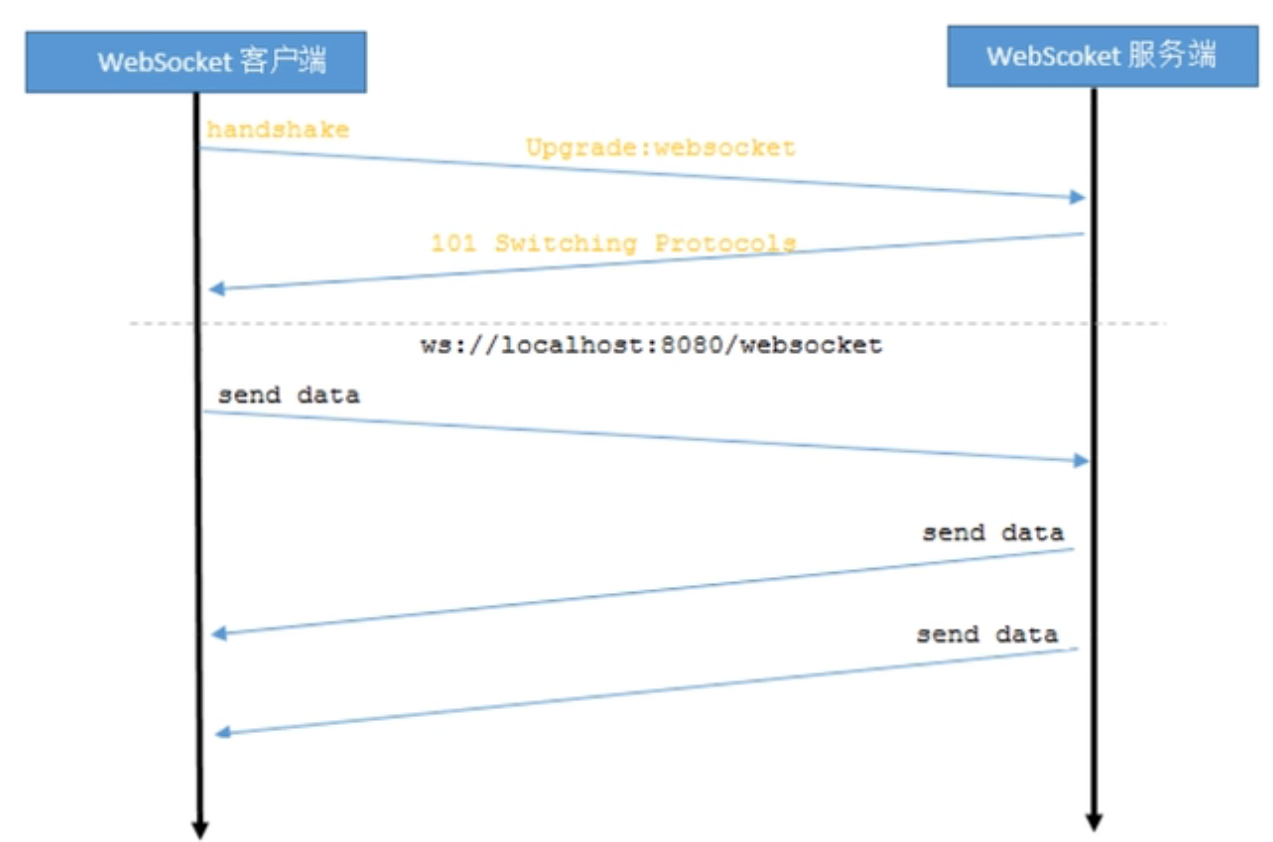 WebSocket 客户端
WebScoket 服务端
handshake
Upgrade:websocket
101 Switching Protocols
ws://localhost:8080/websocket
send data
send data
send data